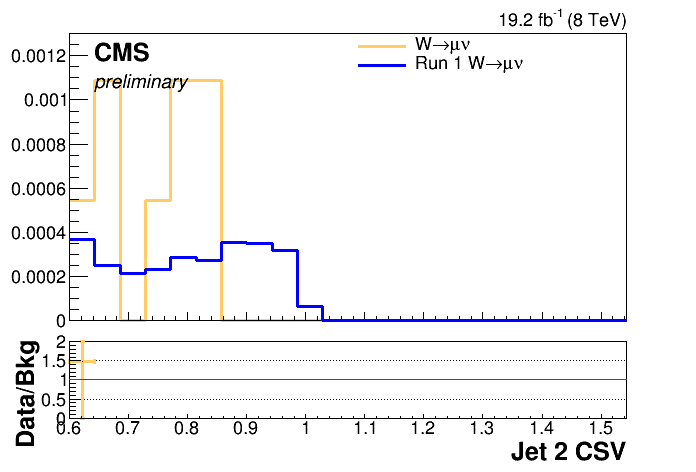 19.2 fb⁻¹ (8 TeV)
CMS
preliminary
W→μν
Run 1 W→μν
0.0012
0.001
0.0008
0.0006
0.0004
0.0002
0
Data/Bkg
2
1.5
1
0.5
0
0.6 0.7 0.8 0.9 1 1.1 1.2 1.3 1.4 1.5
Jet 2 CSV